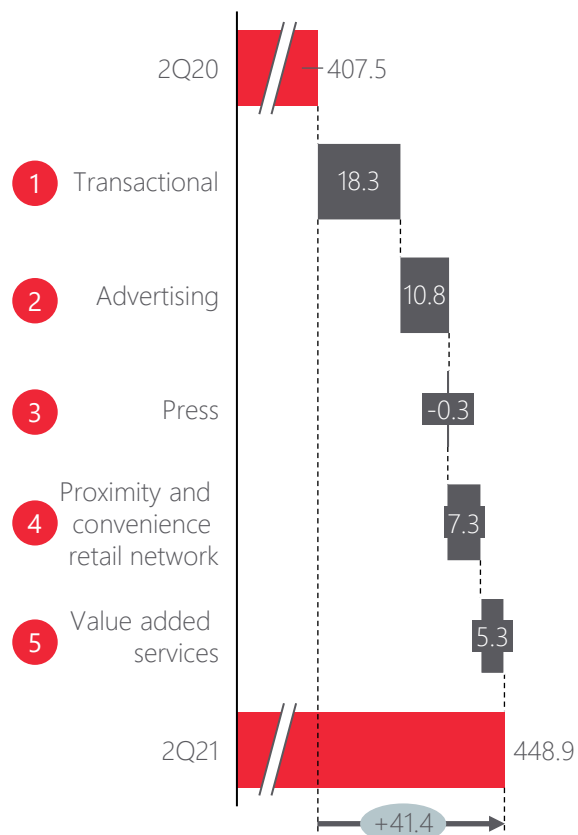 2Q20
407.5
1
Transactional
18.3
2
Advertising
10.8
3
Press
-0.3
4
Proximity and
convenience
retail network
7.3
5
Value added
services
5.3
2Q21
448.9
+41.4